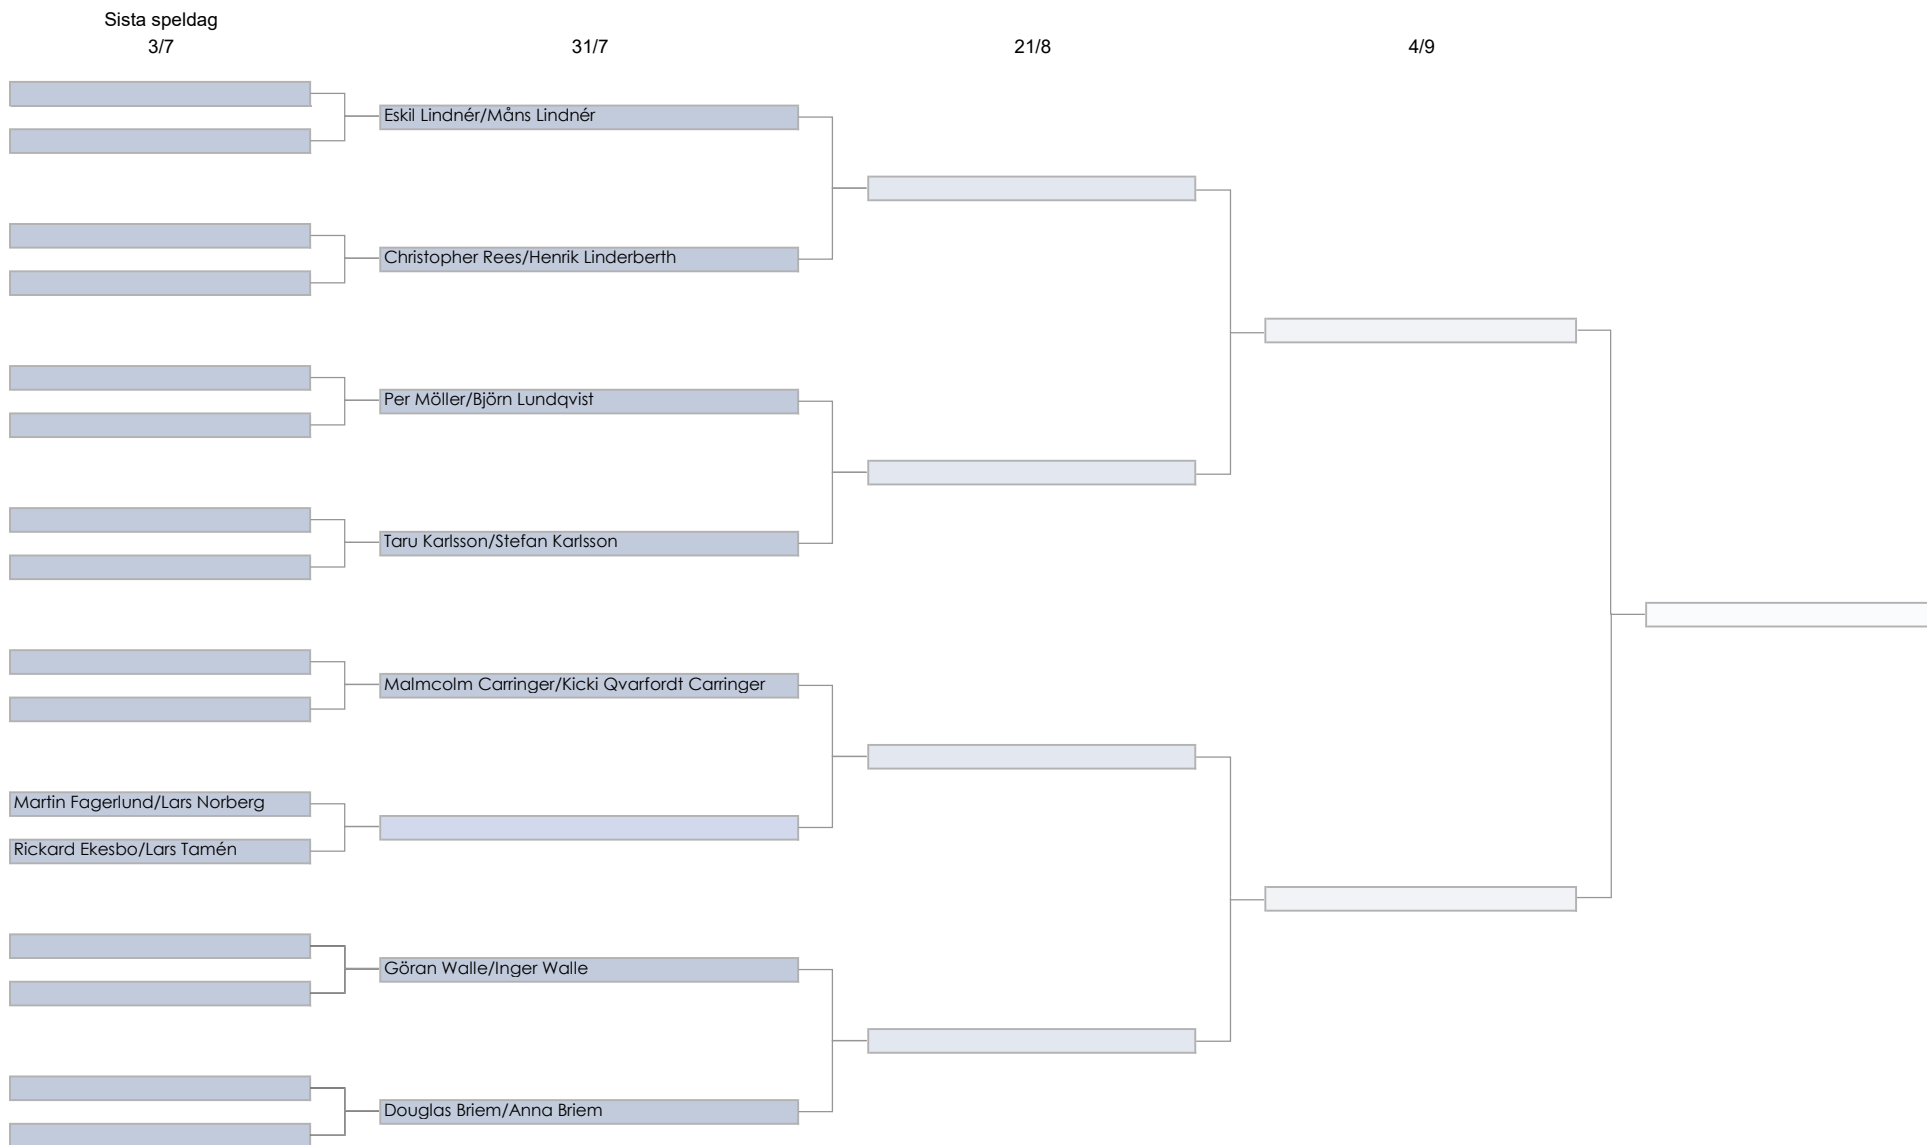 Sista speldag
3/7 31/7 21/8 4/9
Eskil Lindnér/Måns Lindnér
Christopher Rees/Henrik Linderberth
Per Möller/Björn Lundqvist
Taru Karlsson/Stefan Karlsson
Malmcolm Carringer/Kicki Qvarfordt Carringer
Martin Fagerlund/Lars Norberg
Rickard Ekesbo/Lars Tamén
Göran Walle/Inger Walle
Douglas Briem/Anna Briem